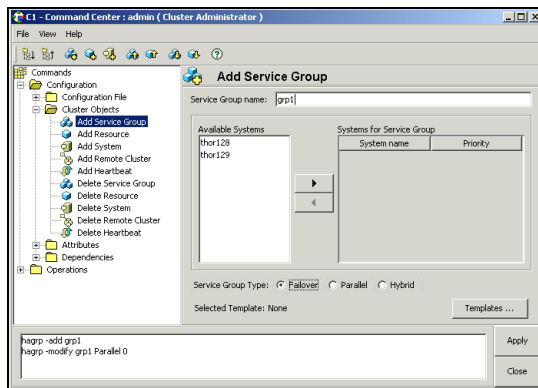 C1 - Command Center : admin ( Cluster Administrator )
File View Help
Commands
Configuration
Configuration File
Cluster Objects
Add Service Group
Add Resource
Add System
Add Remote Cluster
Add Heartbeat
Delete Service Group
Delete Resource
Delete System
Delete Remote Cluster
Delete Heartbeat
Attributes
Dependencies
Operations
Add Service Group
Service Group name: grp1
Available Systems
thor128
thor129
Systems for Service Group
System name Priority
Service Group Type: Failover Parallel Hybrid
Selected Template: None
Templates ...
hagrp -add grp1
hagrp -modify grp1 Parallel 0
Apply
Close